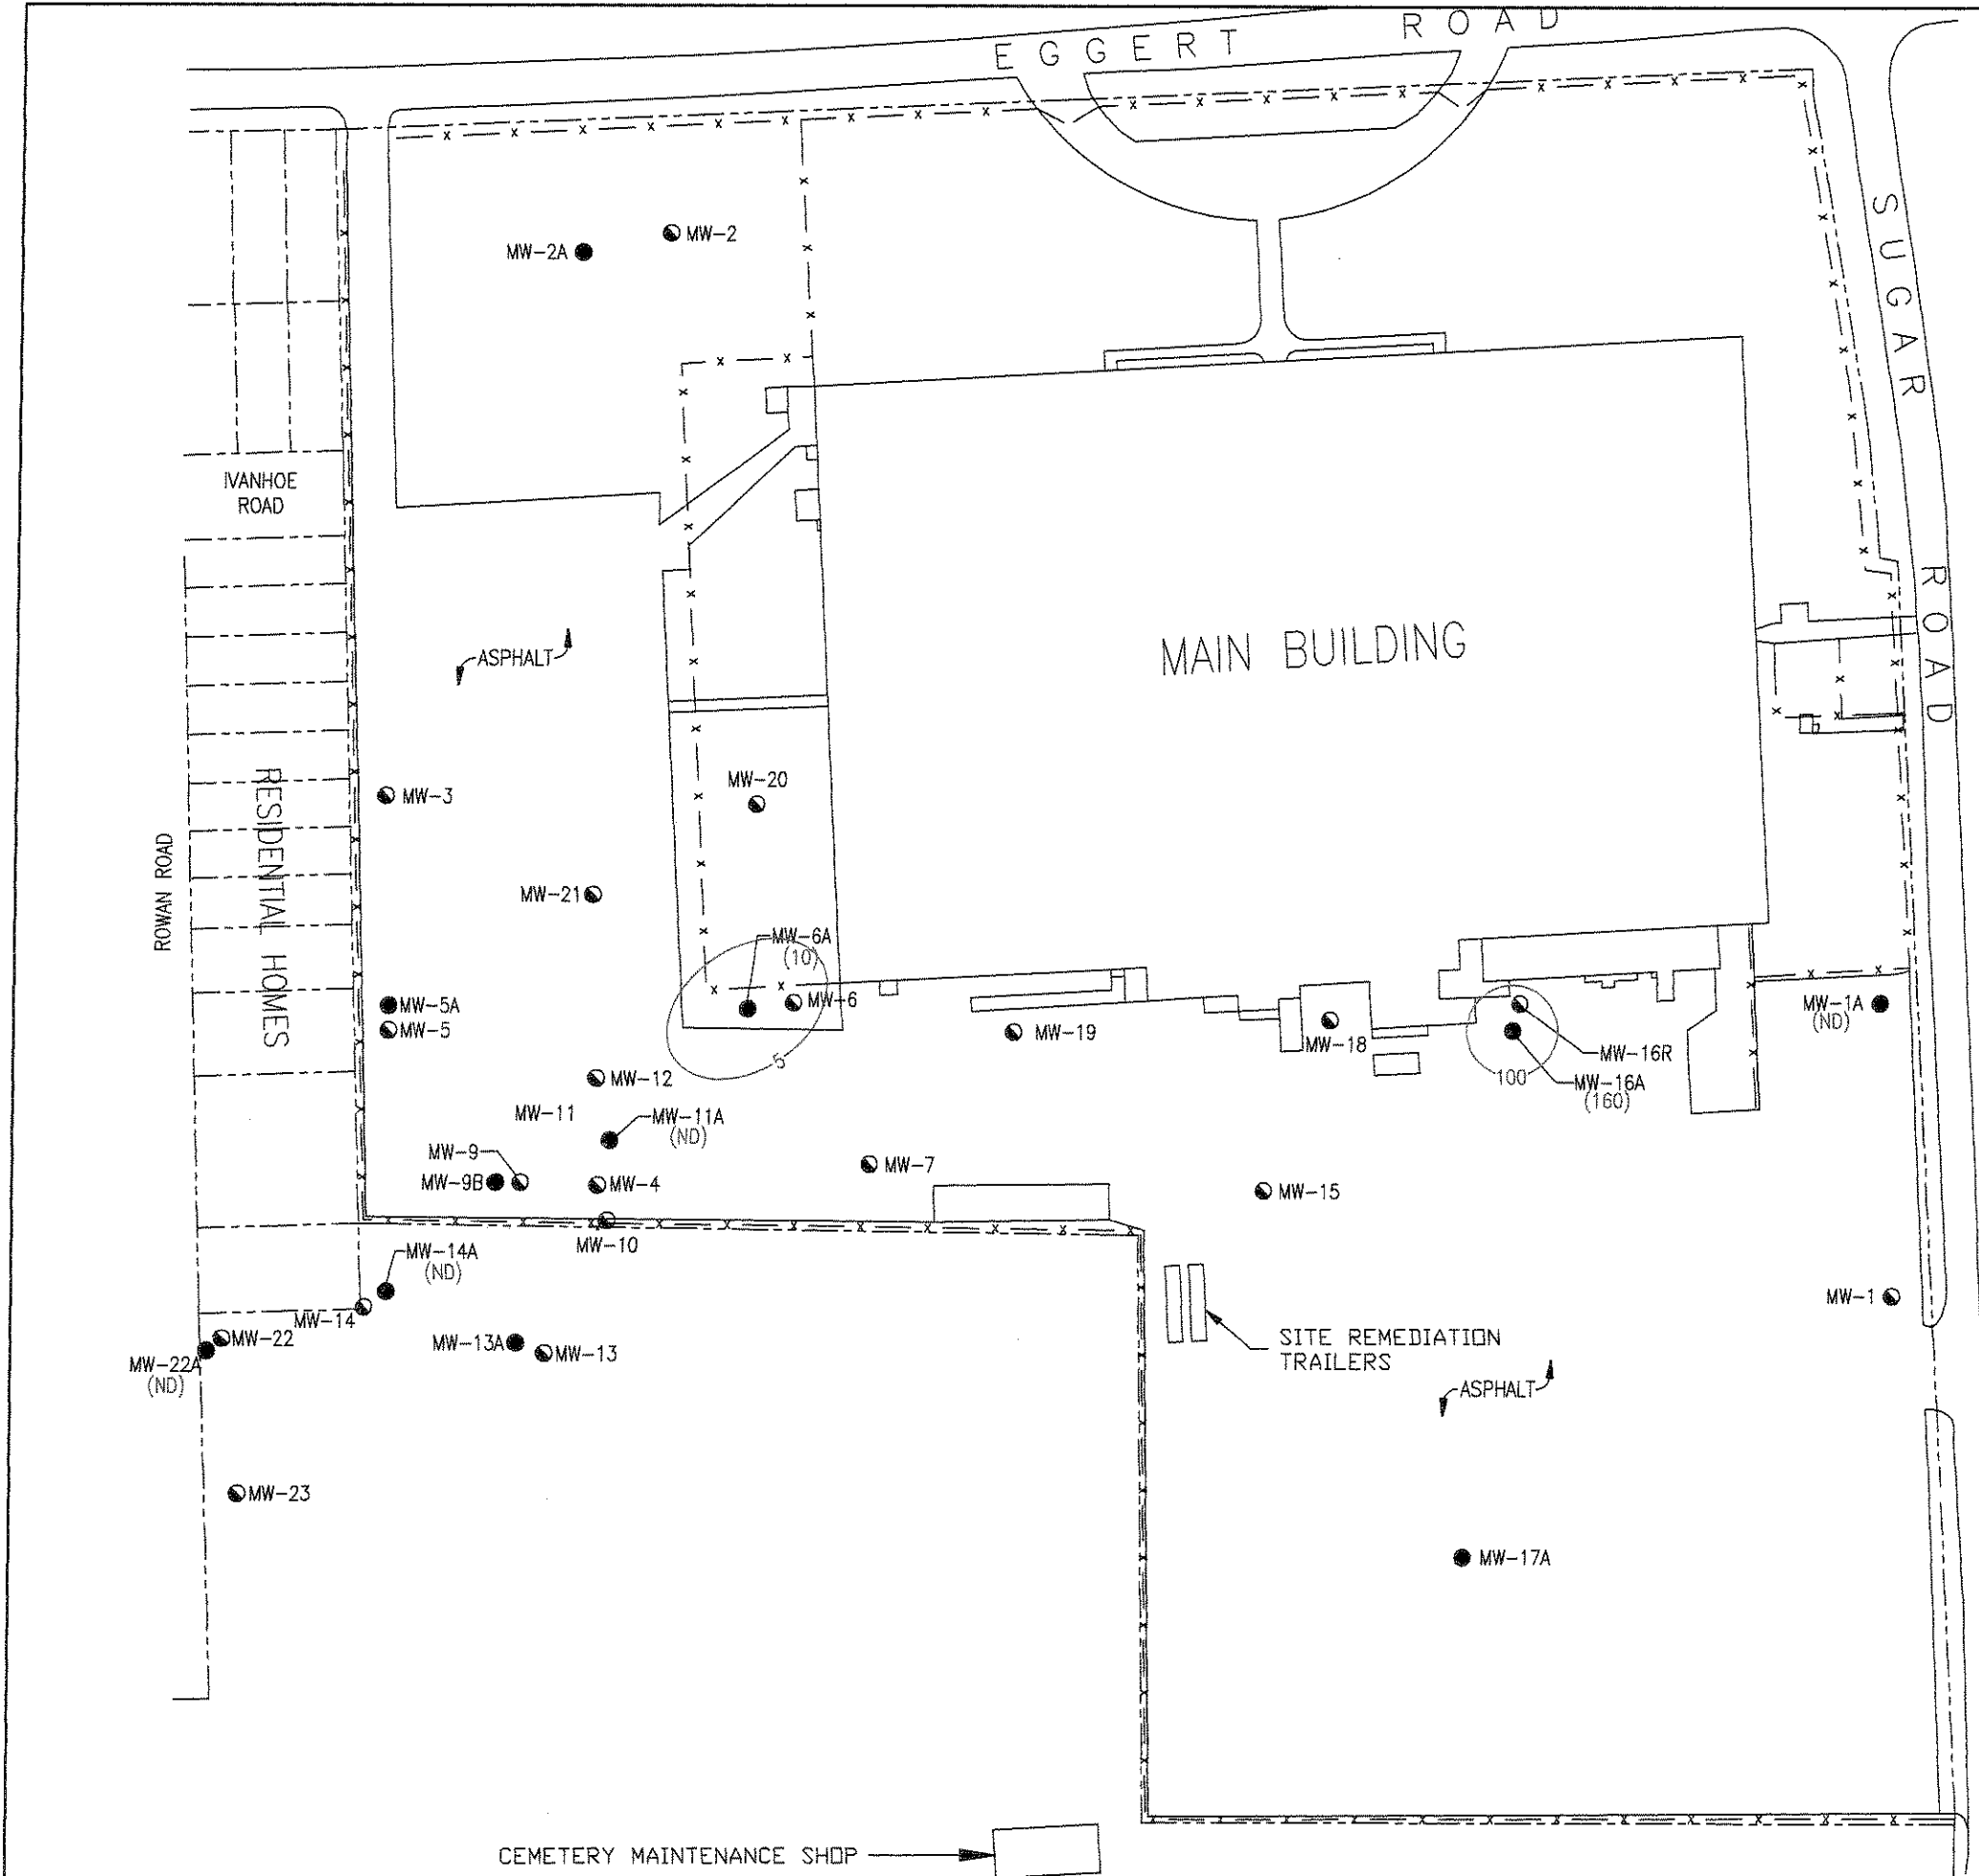 EGGERT ROAD
SUGAR ROAD
MW-2A
MW-2
IVANHOE
ROAD
ASPHALT
MAIN BUILDING
RESIDENTIAL HOMES
ROWAN ROAD
MW-3
MW-20
MW-21
MW-6A
(10)
MW-6
5
MW-5A
MW-5
MW-19
MW-18
MW-16R
MW-16A
(160)
100
MW-1A
(ND)
MW-12
MW-11
MW-11A
(ND)
MW-9
MW-9B
MW-4
MW-7
MW-15
MW-10
MW-14A
(ND)
MW-14
MW-22
MW-22A
(ND)
MW-13A
MW-13
MW-1
SITE REMEDIATION
TRAILERS
ASPHALT
MW-23
MW-17A
CEMETERY MAINTENANCE SHOP